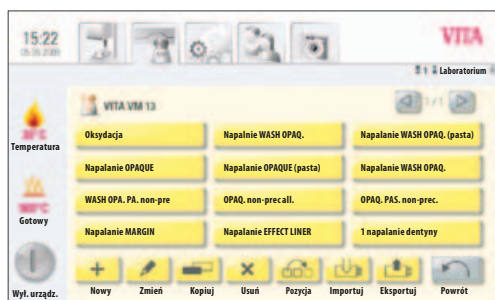 15:22
VITA
1 Laboratorium
VITA VM 13
1/1
Temperatura
Oksydacja
Napalnie WASH OPAQ.
Napalanie WASH OPAQ. (pasta)
Napalanie OPAQUE
Napalanie OPAQUE (pasta)
Napalanie WASH OPAQ.
WASH OPA. PA. non-pre
OPAQ. non-precall.
OPAQ. PAS. non-prec.
Gotowy
Napalanie MARGIN
Napalanie EFFECT LINER
1 napalanie dentyny
Wył. urządz.
Nowy
Zmień
Kopiuj
Usuń
Pozycja
Importuj
Eksportuj
Powrót